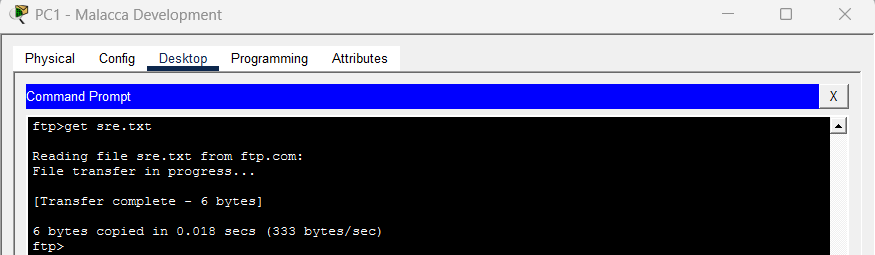 PC1 - Malacca Development
Physical Config Desktop Programming Attributes
Command Prompt X
ftp>get sre.txt
Reading file sre.txt from ftp.com:
File transfer in progress...
[Transfer complete - 6 bytes]
6 bytes copied in 0.018 secs (333 bytes/sec)
ftp>